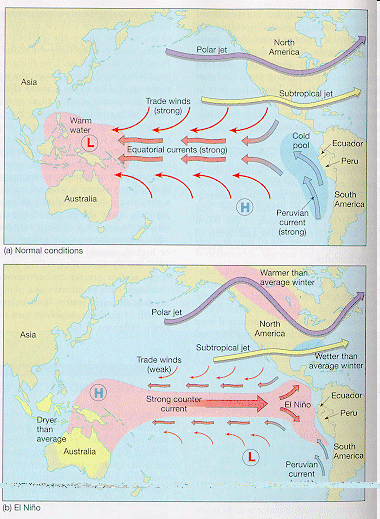 Polar jet
North
America
Asia
Subtropical jet
Trade winds
(strong)
Warm
water
L
Equatorial currents (strong)
Cold
pool
Ecuador
Peru
Australia
H
South
America
Peruvian
current
(strong)
(a) Normal conditions
Warmer than
average winter
Polar jet
North
America
Asia
Subtropical jet
Wetter than
average winter
Trade winds
(weak)
H
Strong counter
current
El Niño
Ecuador
Peru
Dryer
than
average
Australia
L
South
America
Peruvian
current
(b) El Niño